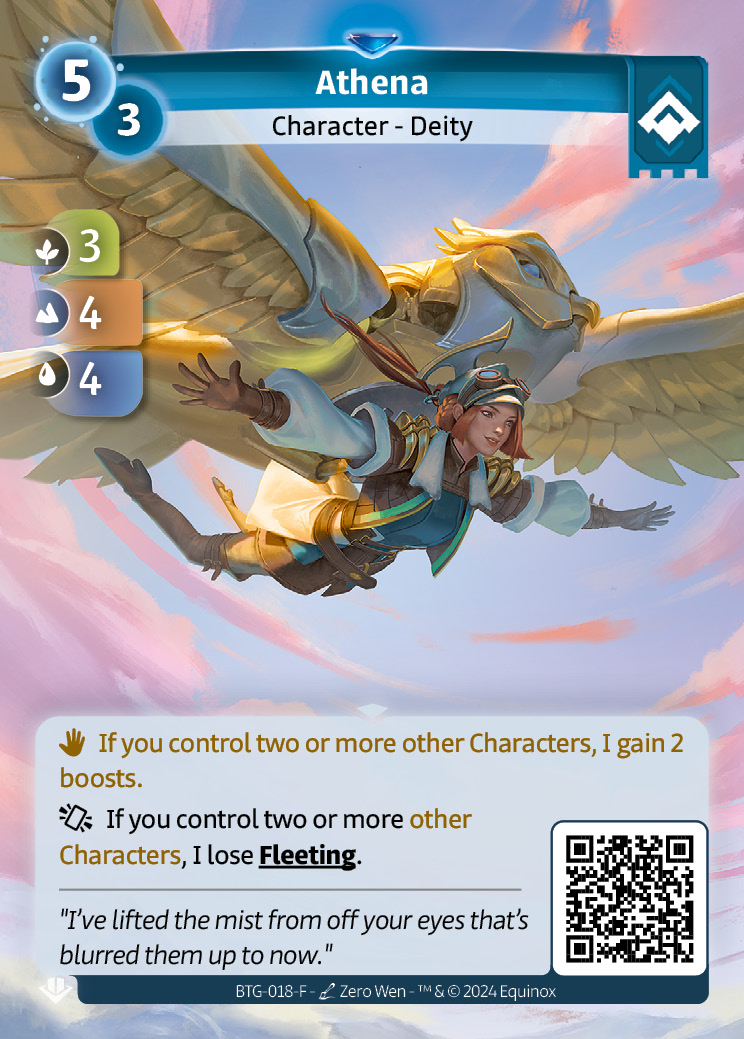 5
Athena
3
Character - Deity
3
4
4
If you control two or more other Characters, I gain 2
boosts.
If you control two or more other
Characters, I lose Fleeting.
"I've lifted the mist from off your eyes that's
blurred them up to now."
BTG-018-F - Zero Wen - ™ & © 2024 Equinox